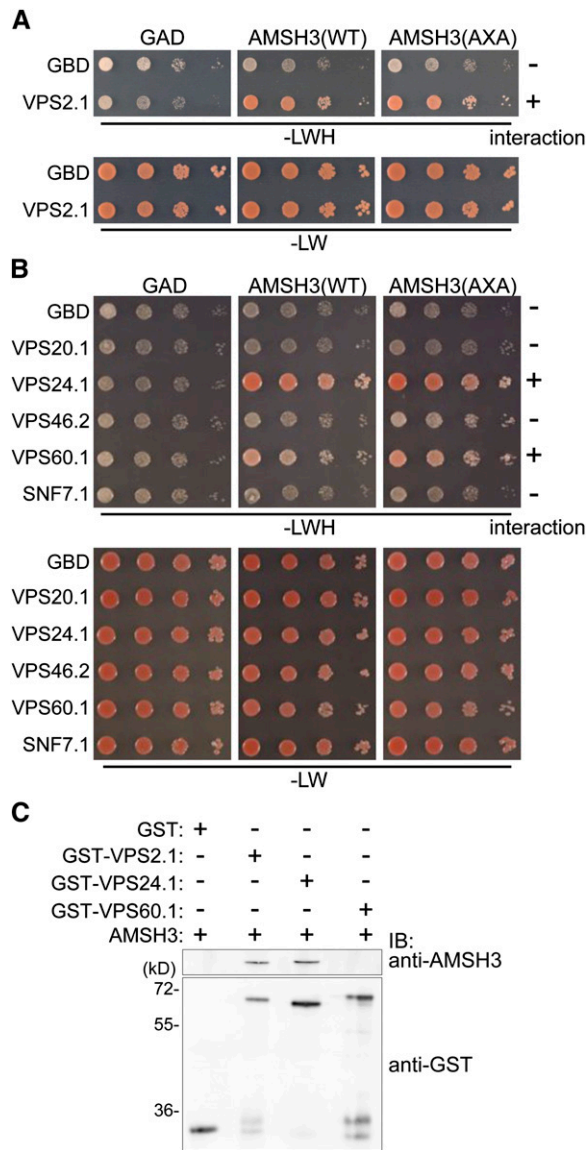 A
GAD AMSH3(WT) AMSH3(AXA)
GBD -
VPS2.1 +
-LWH interaction
GBD
VPS2.1
-LW
B
GAD AMSH3(WT) AMSH3(AXA)
GBD -
VPS20.1 -
VPS24.1 +
VPS46.2 -
VPS60.1 +
SNF7.1 -
-LWH interaction
GBD
VPS20.1
VPS24.1
VPS46.2
VPS60.1
SNF7.1
-LW
C
GST: + - - -
GST-VPS2.1: - + - -
GST-VPS24.1: - - + -
GST-VPS60.1: - - - +
AMSH3: + + + + IB:
(kD) anti-AMSH3
72-
55-
anti-GST
36-